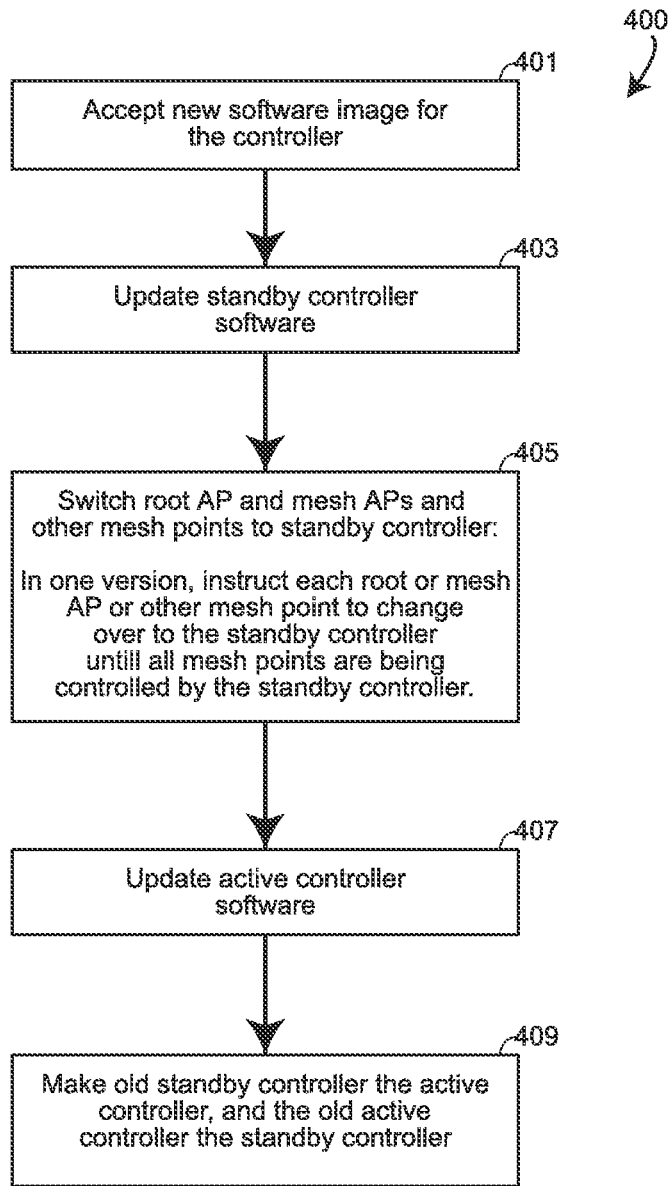 400
401
Accept new software image for
the controller
403
Update standby controller
software
405
Switch root AP and mesh APs and
other mesh points to standby controller:
In one version, instruct each root or mesh
AP or other mesh point to change
over to the standby controller
untill all mesh points are being
controlled by the standby controller.
407
Update active controller
software
409
Make old standby controller the active
controller, and the old active
controller the standby controller